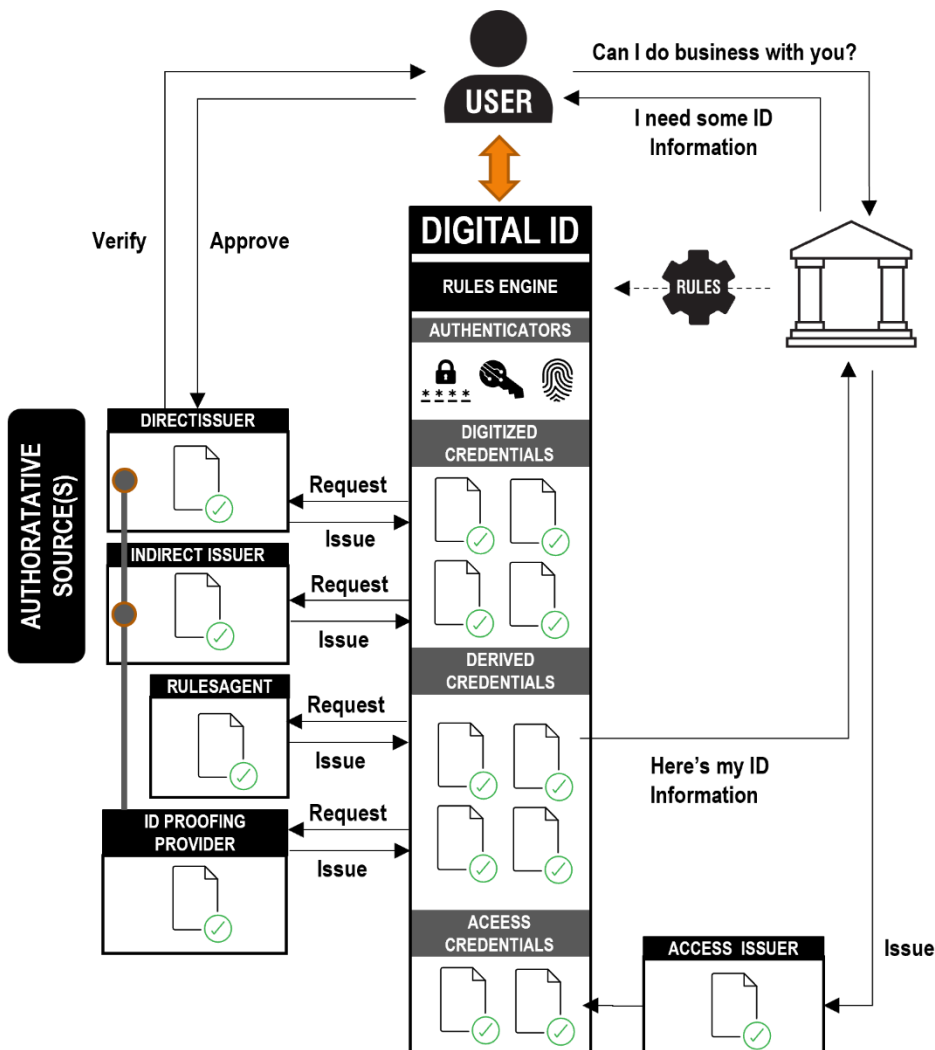 Can I do business with you?
USER
I need some ID
Information
Verify
Approve
DIGITAL ID
RULES ENGINE
RULES
AUTHENTICATORS
* * * *
AUTHORATATIVE
SOURCE(S)
DIRECTISSUER
DIGITIZED
CREDENTIALS
Request
Issue
INDIRECT ISSUER
Request
Issue
DERIVED
CREDENTIALS
RULESAGENT
Request
Issue
Here's my ID
Information
ID PROOFING
PROVIDER
Request
Issue
ACEESS
CREDENTIALS
ACCESS ISSUER
Issue